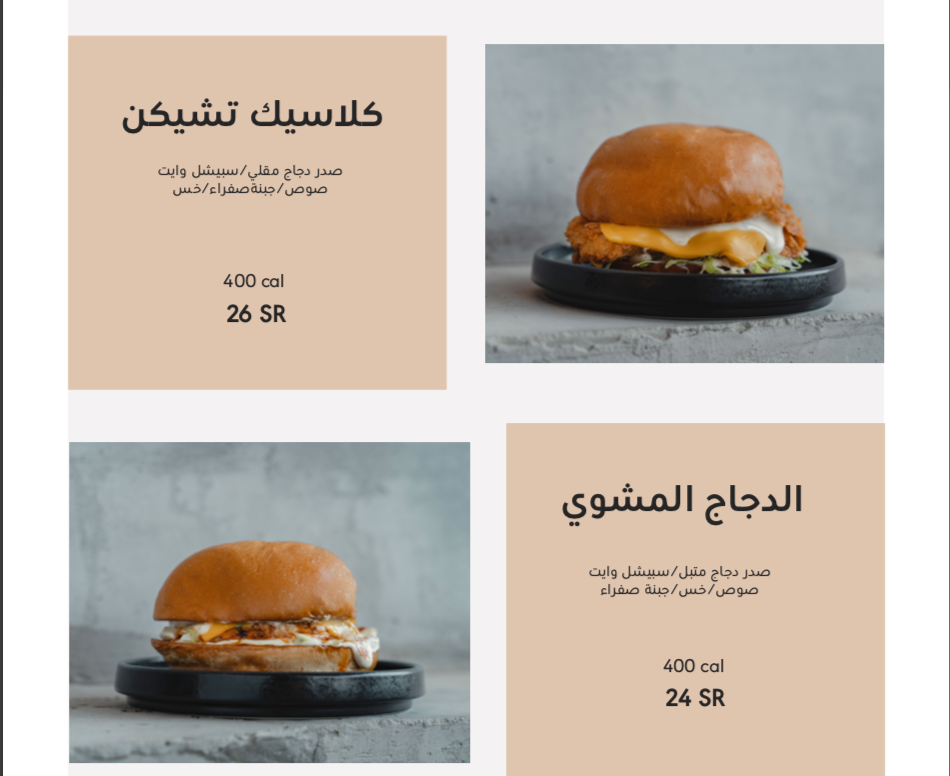 كلاسيك تشيكن
صدر دجاج مقلي/سبيشل وايت
صوص/جبنةصفراء/خس
400 cal
26 SR
الدجاج المشوي
صدر دجاج متبل/سبيشل وايت
صوص/خس/جبنة صفراء
400 cal
24 SR